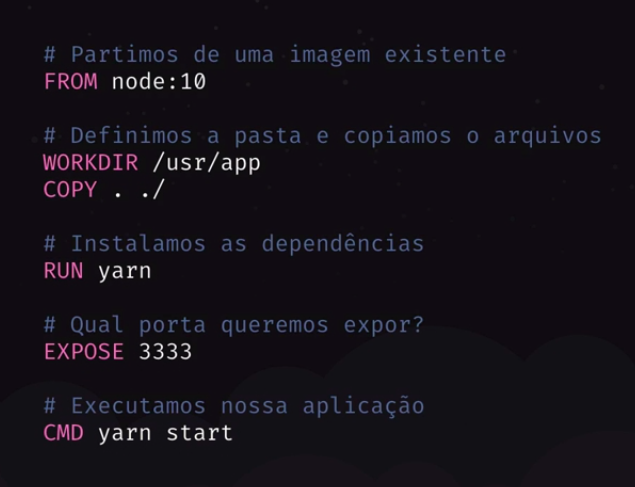 # Partimos de uma imagem existente
FROM node:10
# Definimos a pasta e copiamos o arquivos
WORKDIR /usr/app
COPY . ./
# Instalamos as dependências
RUN yarn
# Qual porta queremos expor?
EXPOSE 3333
# Executamos nossa aplicação
CMD yarn start